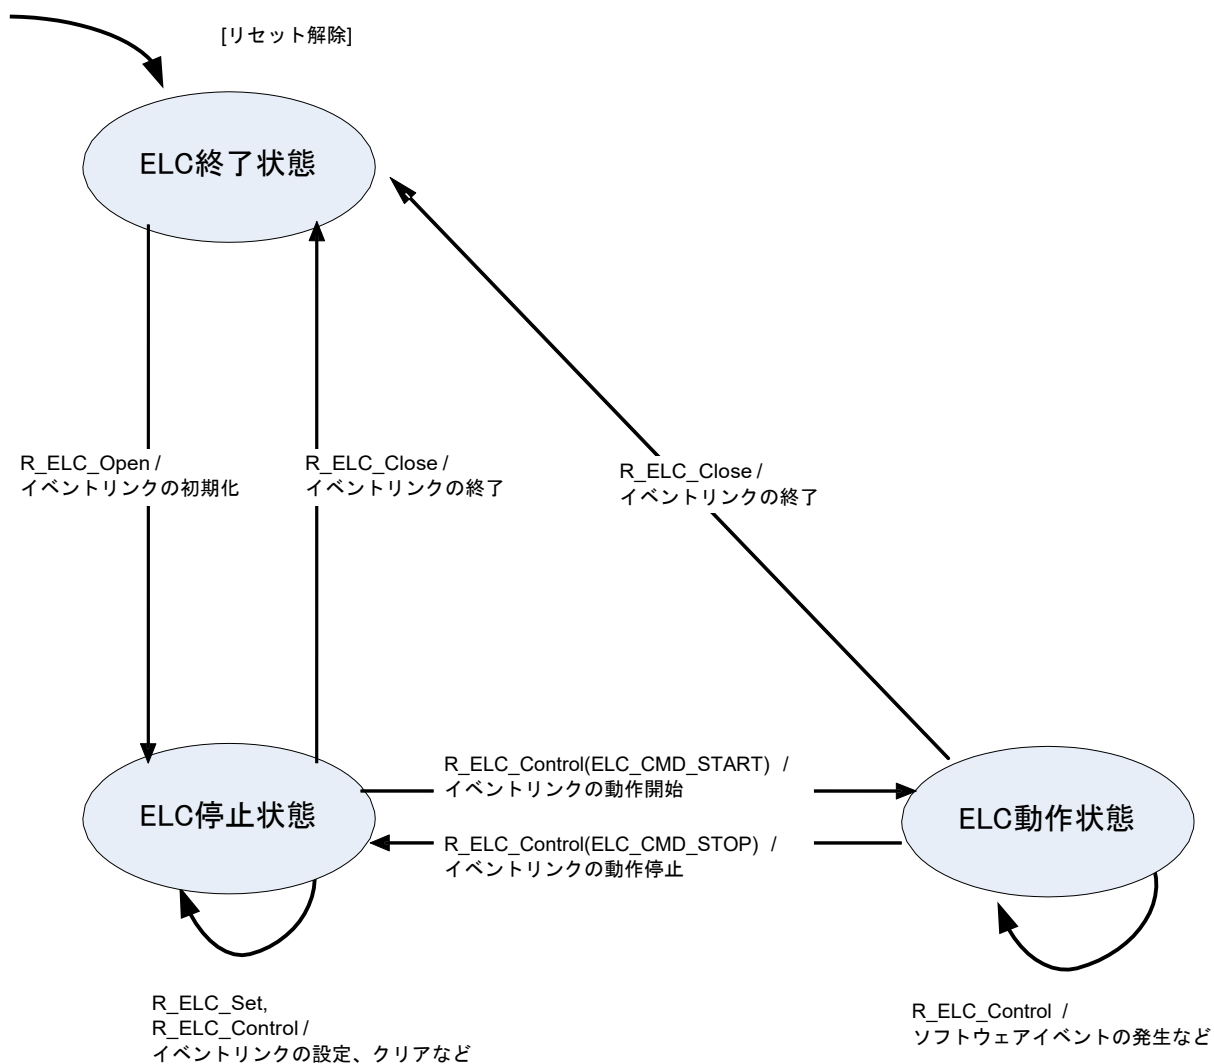 [リセット解除]
ELC終了状態
R_ELC_Open /
イベントリンクの初期化
R_ELC_Close /
イベントリンクの終了
R_ELC_Close /
イベントリンクの終了
ELC停止状態
R_ELC_Control(ELC_CMD_START) /
イベントリンクの動作開始
R_ELC_Control(ELC_CMD_STOP) /
イベントリンクの動作停止
ELC動作状態
R_ELC_Set,
R_ELC_Control /
イベントリンクの設定、クリアなど
R_ELC_Control /
ソフトウェアイベントの発生など